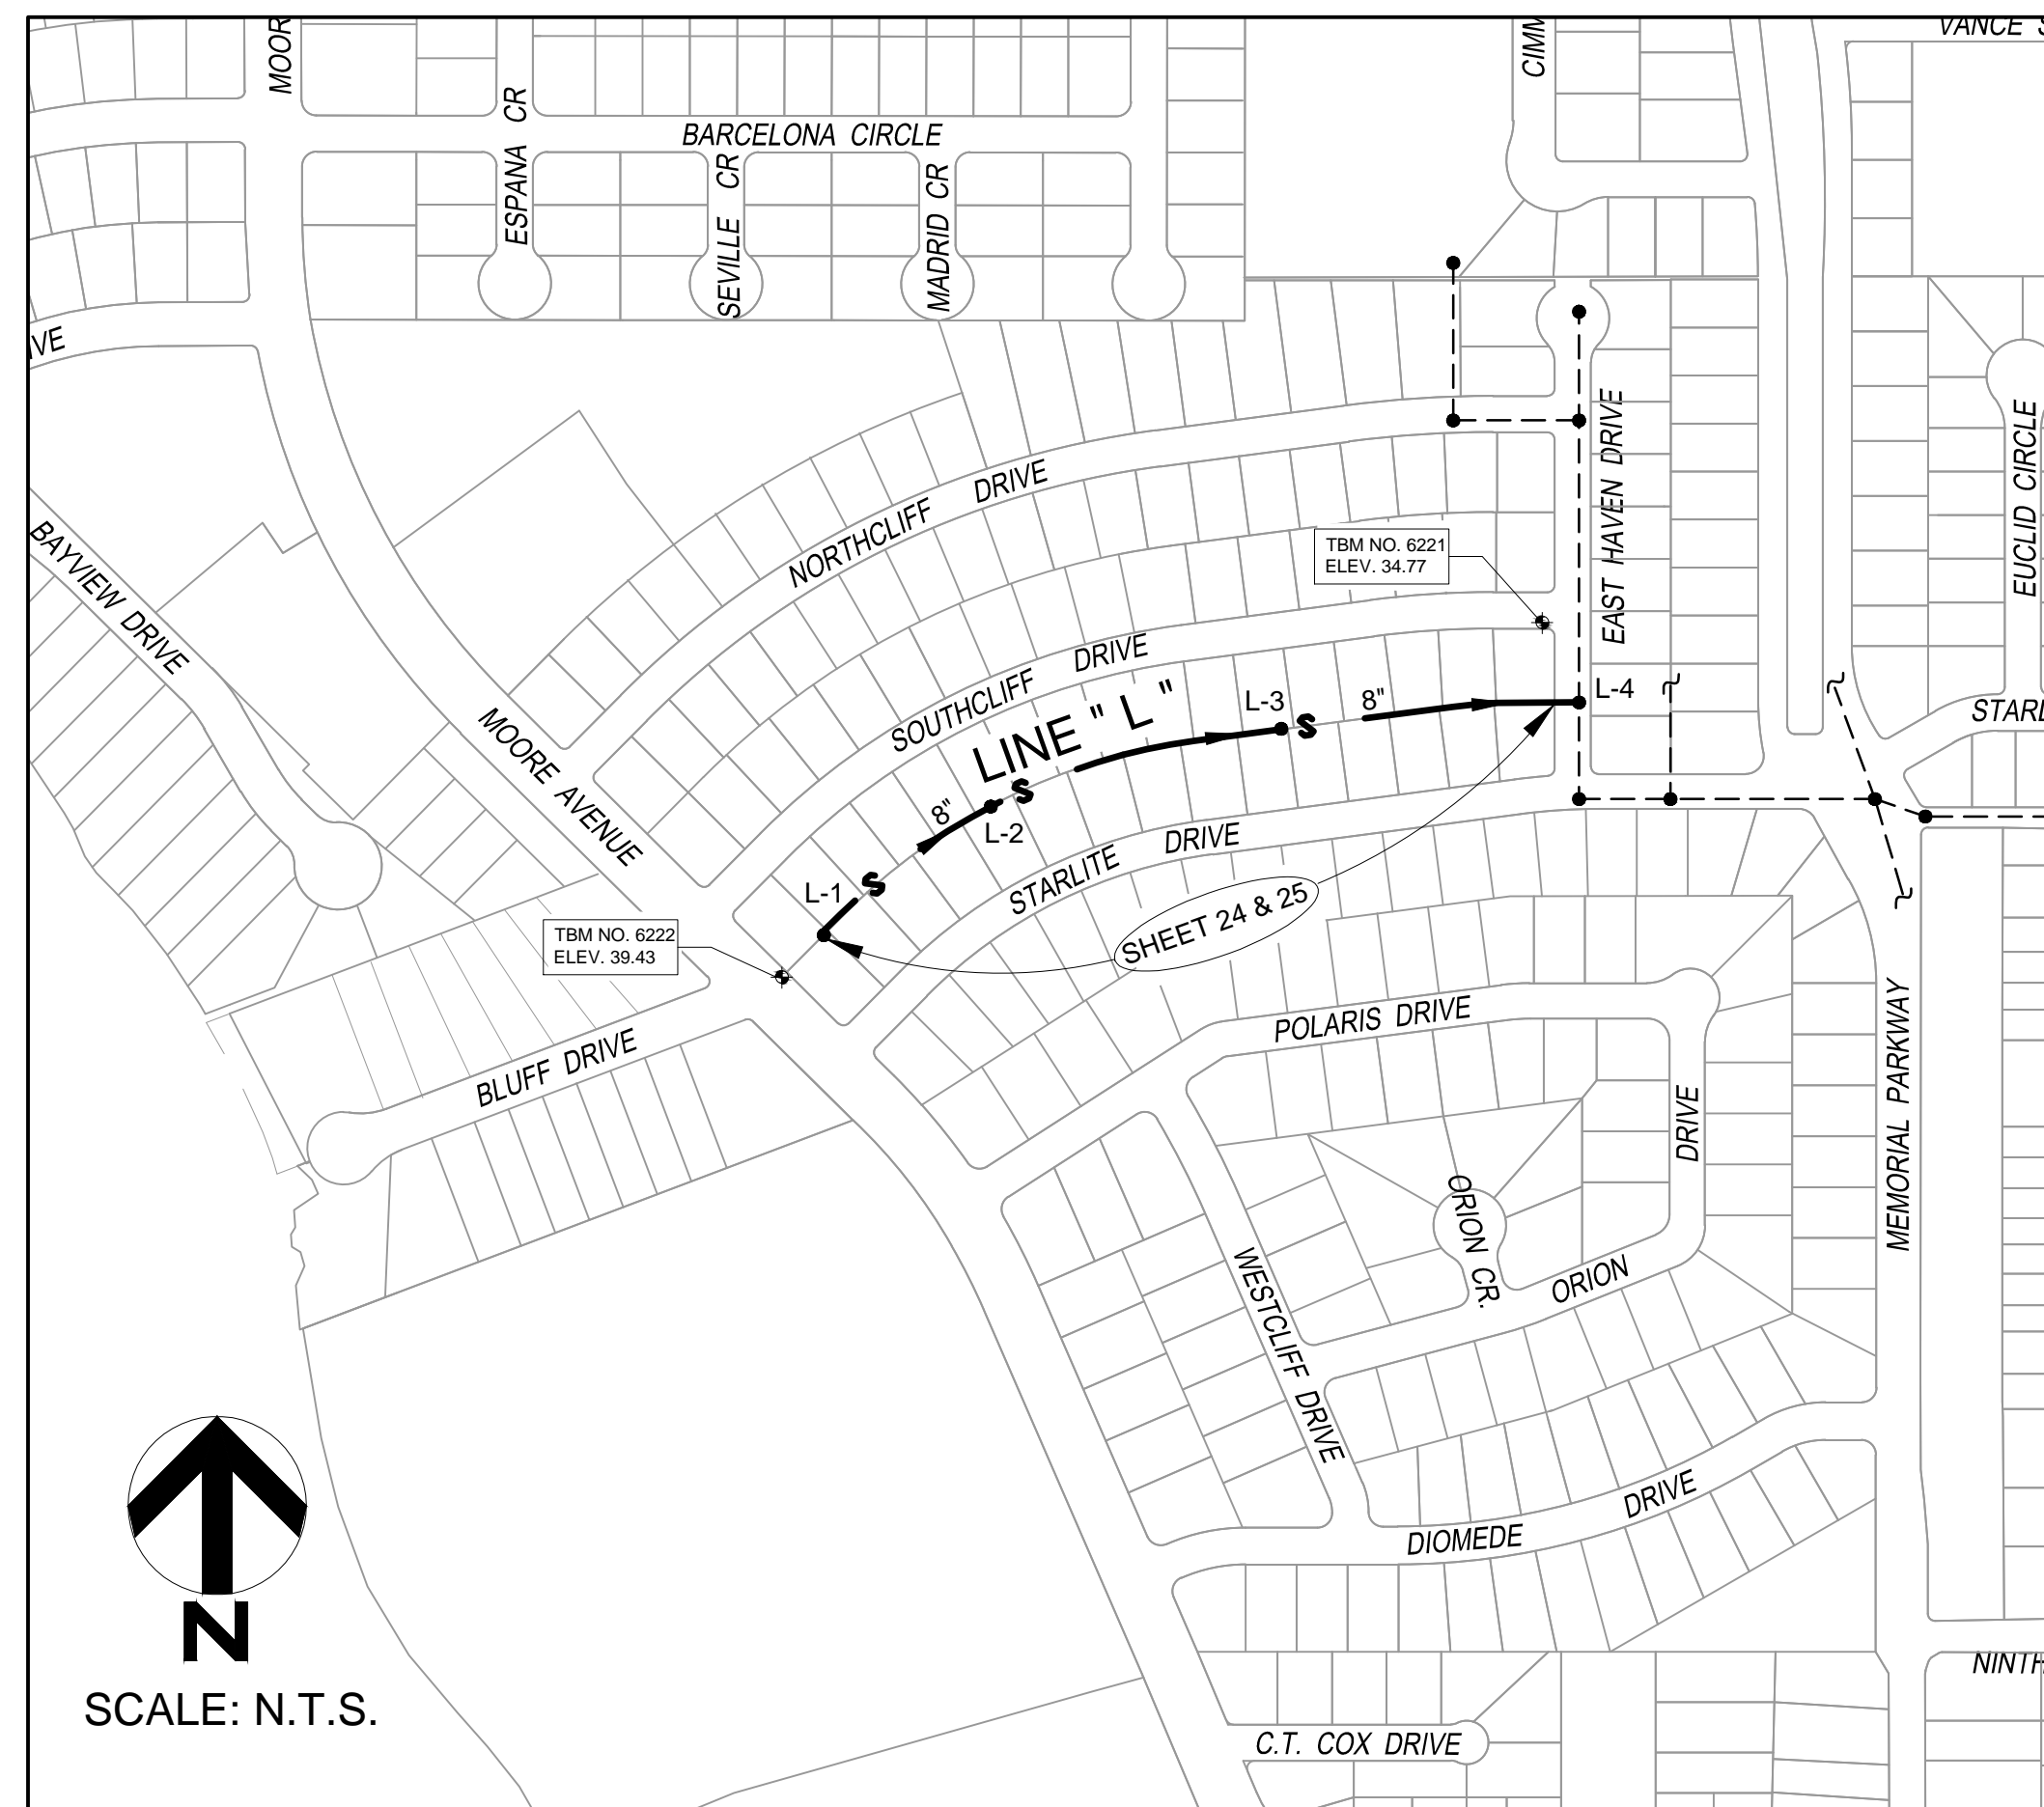 MOOR
CIMM
VANCE S
ESPANA CR
BARCELONA CIRCLE
SEVILLE CR
MADRID CR
IVE
EAST HAVEN DRIVE
EUCLID CIRCLE
NORTHCLIFF DRIVE
BAYVIEW DRIVE
TBM NO. 6221
ELEV. 34.77
SOUTHCLIFF DRIVE
LINE " L "
L-3
S
8"
L-4
MOORE AVENUE
8"
L-2
S
STARLITE DRIVE
L-1
S
SHEET 24 & 25
TBM NO. 6222
ELEV. 39.43
BLUFF DRIVE
POLARIS DRIVE
DRIVE
MEMORIAL PARKWAY
ORION CR.
ORION
WESTCLIFF DRIVE
DIOMEDE DRIVE
N
SCALE: N.T.S.
C.T. COX DRIVE